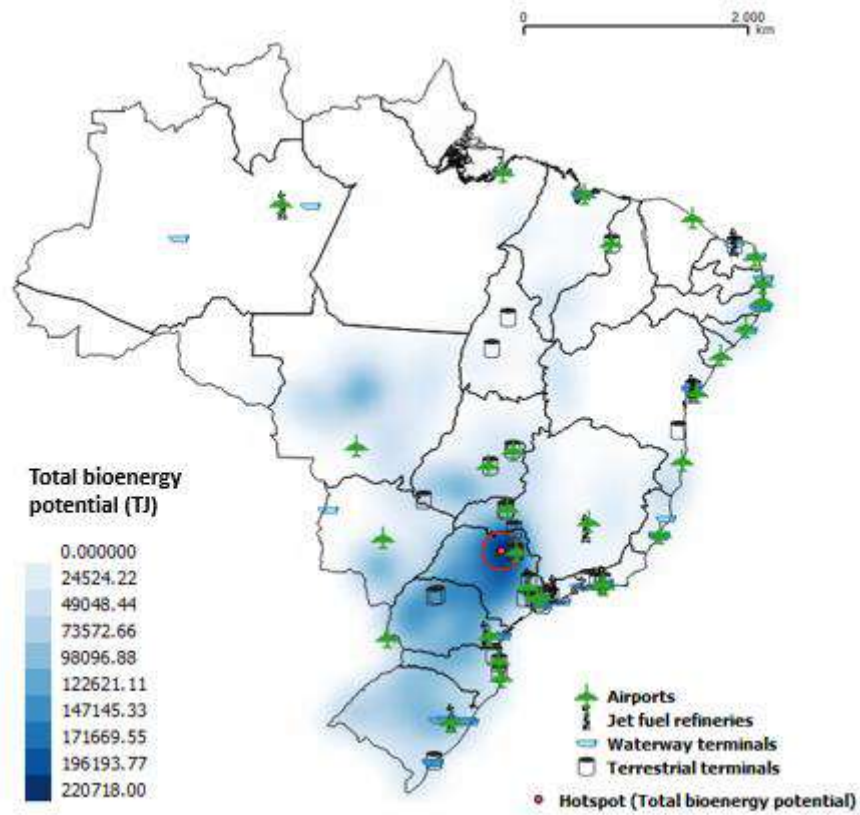 0 2.000
km
Total bioenergy
potential (TJ)
0.000000
24524.22
49048.44
73572.66
98096.88
122621.11
147145.33
171669.55
196193.77
220718.00
Airports
Jet fuel refineries
Waterway terminals
Terrestrial terminals
Hotspot (Total bioenergy potential)